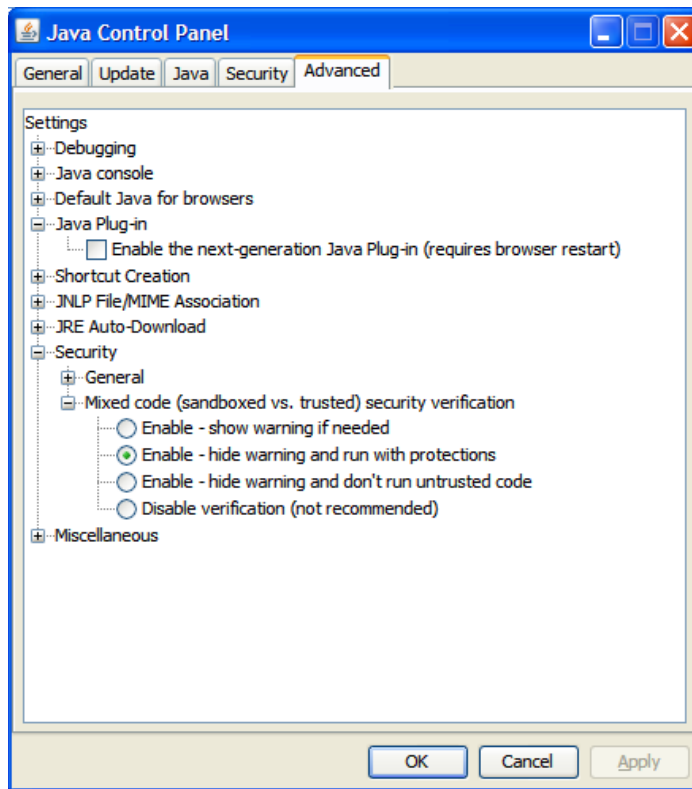 Java Control Panel
General Update Java Security Advanced
Settings
Debugging
Java console
Default Java for browsers
Java Plug-in
Enable the next-generation Java Plug-in (requires browser restart)
Shortcut Creation
JNLP File/MIME Association
JRE Auto-Download
Security
General
Mixed code (sandboxed vs. trusted) security verification
Enable - show warning if needed
Enable - hide warning and run with protections
Enable - hide warning and don't run untrusted code
Disable verification (not recommended)
Miscellaneous
OK Cancel Apply